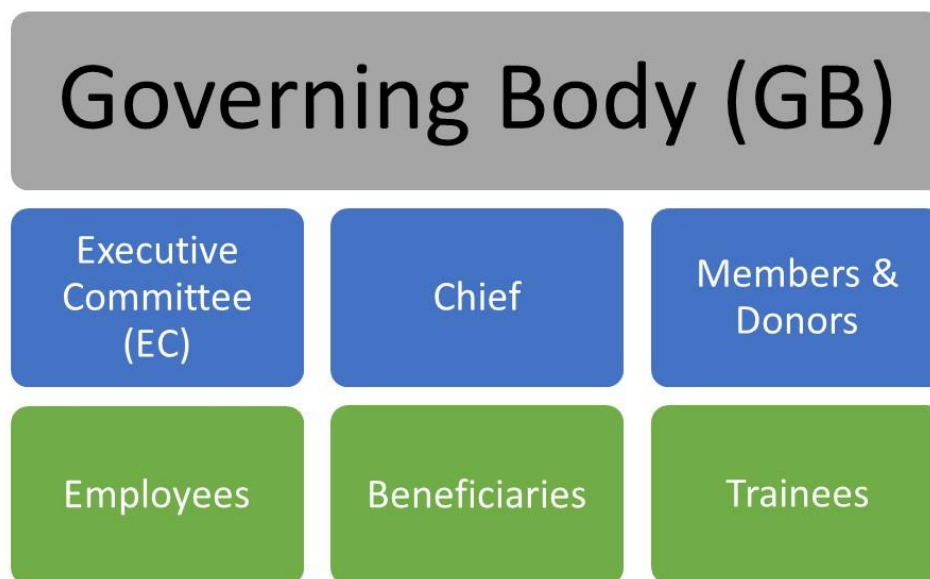 Governing Body (GB)
Executive
Committee
(EC)
Chief
Members &
Donors
Employees
Beneficiaries
Trainees